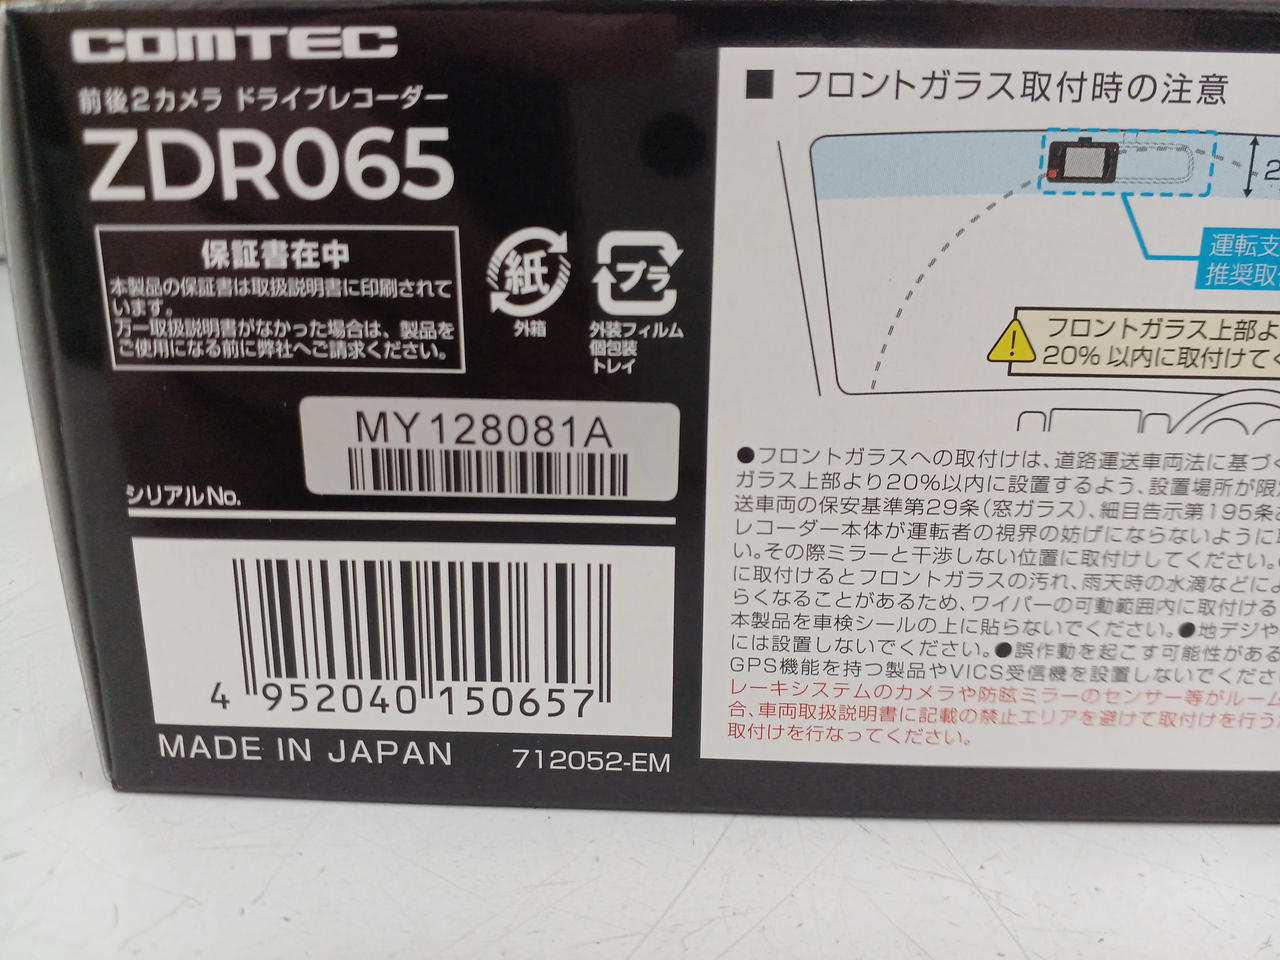 COMTEC
前後2カメラ ドライブレコーダー
ZDR065
保証書在中
本製品の保証書は取扱説明書に印刷されて
います。
万一取扱説明書がなかった場合は、製品を
ご使用になる前に弊社へご請求ください。
紙
外箱
プラ
外装フィルム
個包装
トレイ
MY128081A
シリアルNo.
4 952040 150657
MADE IN JAPAN
712052-EM
■ フロントガラス取付時の注意
2
運転支
推奨取
フロントガラス上部よ
20% 以内に取付けてく
●フロントガラスへの取付けは、道路運送車両法に基づく
ガラス上部より20%以内に設置するよう、設置場所が限
送車両の保安基準第29条(窓ガラス)、細目告示第195条
レコーダー本体が運転者の視界の妨げにならないように
い。その際ミラーと干渉しない位置に取付けしてください。
に取付けるとフロントガラスの汚れ、雨天時の水滴などによ
らくなることがあるため、ワイパーの可動範囲内に取付ける
本製品を車検シールの上に貼らないでください。●地デジや
には設置しないでください。●誤作動を起こす可能性がある
GPS機能を持つ製品やVICS受信機を設置しないでくださ
レーキシステムのカメラや防眩ミラーのセンサー等がルーム
合、車両取扱説明書に記載の禁止エリアを避けて取付けを行う
取付けを行なってください。